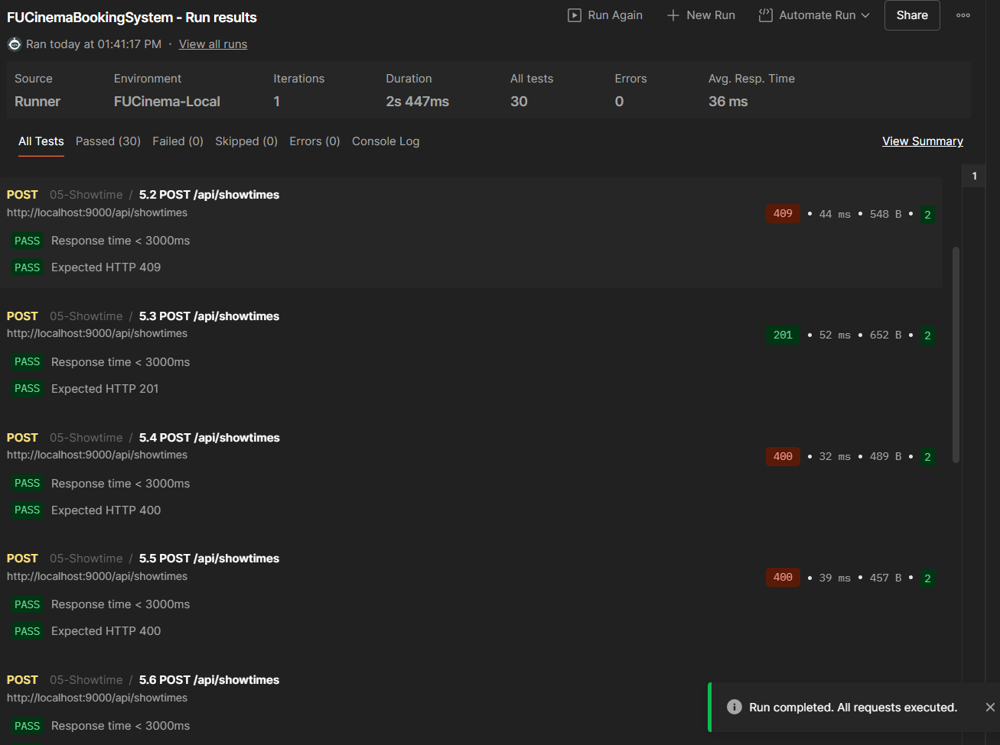 FUCinemaBookingSystem - Run results
Run Again
New Run
Automate Run
Share
Ran today at 01:41:17 PM · View all runs
Source Environment Iterations Duration All tests Errors Avg. Resp. Time
Runner FUCinema-Local 1 2s 447ms 30 0 36 ms
All Tests Passed (30) Failed (0) Skipped (0) Errors (0) Console Log View Summary
1
POST 05-Showtime / 5.2 POST /api/showtimes
http://localhost:9000/api/showtimes
409 • 44 ms • 548 B • 2
PASS Response time < 3000ms
PASS Expected HTTP 409
POST 05-Showtime / 5.3 POST /api/showtimes
http://localhost:9000/api/showtimes
201 • 52 ms • 652 B • 2
PASS Response time < 3000ms
PASS Expected HTTP 201
POST 05-Showtime / 5.4 POST /api/showtimes
http://localhost:9000/api/showtimes
400 • 32 ms • 489 B • 2
PASS Response time < 3000ms
PASS Expected HTTP 400
POST 05-Showtime / 5.5 POST /api/showtimes
http://localhost:9000/api/showtimes
400 • 39 ms • 457 B • 2
PASS Response time < 3000ms
PASS Expected HTTP 400
POST 05-Showtime / 5.6 POST /api/showtimes
http://localhost:9000/api/showtimes
PASS Response time < 3000ms
Run completed. All requests executed.